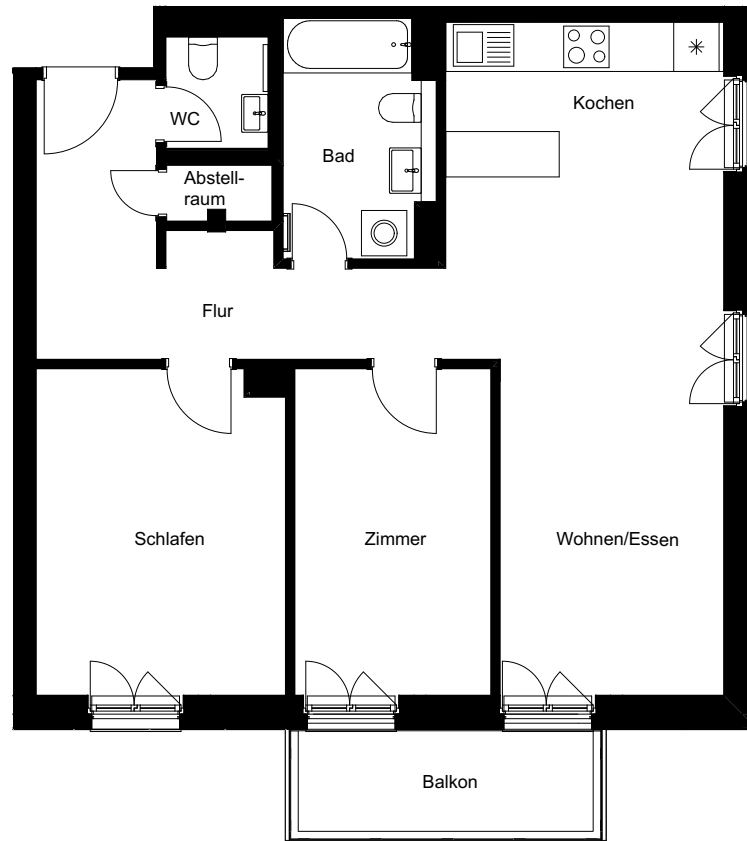 Kochen
WC
Bad
Abstell-
raum
Flur
Schlafen
Zimmer
Wohnen/Essen
Balkon